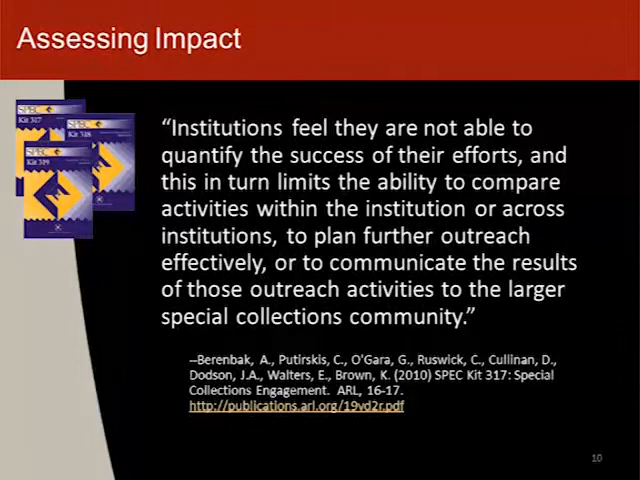 Assessing Impact
SPEC
Kit 317
SPEC
Kit 318
SPEC
Kit 319
“Institutions feel they are not able to
quantify the success of their efforts, and
this in turn limits the ability to compare
activities within the institution or across
institutions, to plan further outreach
effectively, or to communicate the results
of those outreach activities to the larger
special collections community.”
--Berenbak, A., Putirskis, C., O'Gara, G., Ruswick, C., Cullinan, D.,
Dodson, J.A., Walters, E., Brown, K. (2010) SPEC Kit 317: Special
Collections Engagement. ARL, 16-17.
http://publications.arl.org/19vd2r.pdf
10